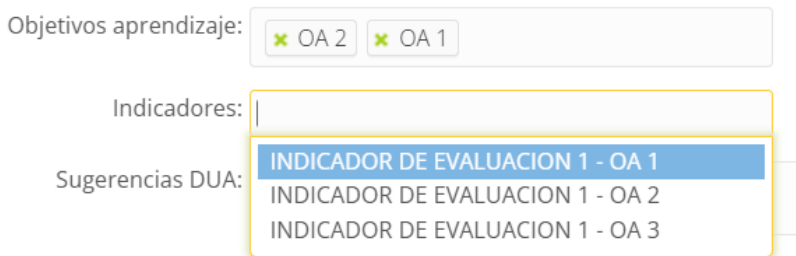 Objetivos aprendizaje: OA 2 OA 1
Indicadores:
INDICADOR DE EVALUACION 1 - OA 1
Sugerencias DUA:
INDICADOR DE EVALUACION 1 - OA 2
INDICADOR DE EVALUACION 1 - OA 3